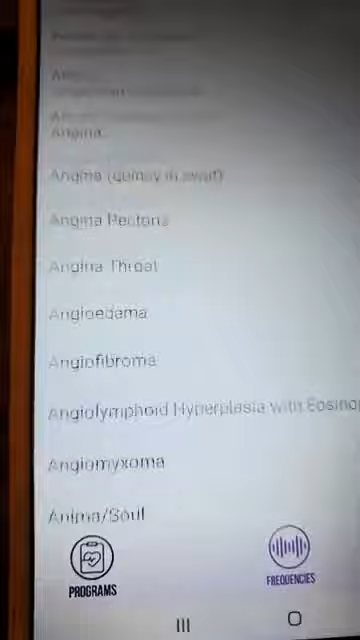 Angina
Angina (quinsy in swof)
Angina Pectoris
Angina Throat
Angioedema
Angiofibroma
Angiolymphoid Hyperplasia with Eosino
Angiomyxoma
Anima/Soul
PROGRAMS
FREQUENCIES